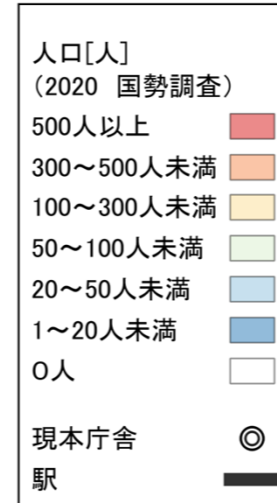 人口[人]
(2020 国勢調査)
500人以上
300～500人未満
100～300人未満
50～100人未満
20～50人未満
1～20人未満
0人
現本庁舎 ◎
駅